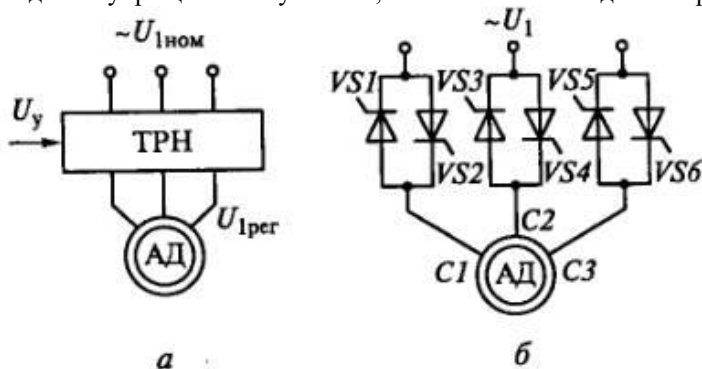 ~U1ном
Uу
ТРН
U1рег
АД
а
~U1
VS1
VS3
VS5
VS2
VS4
VS6
C2
C1
АД
C3
б